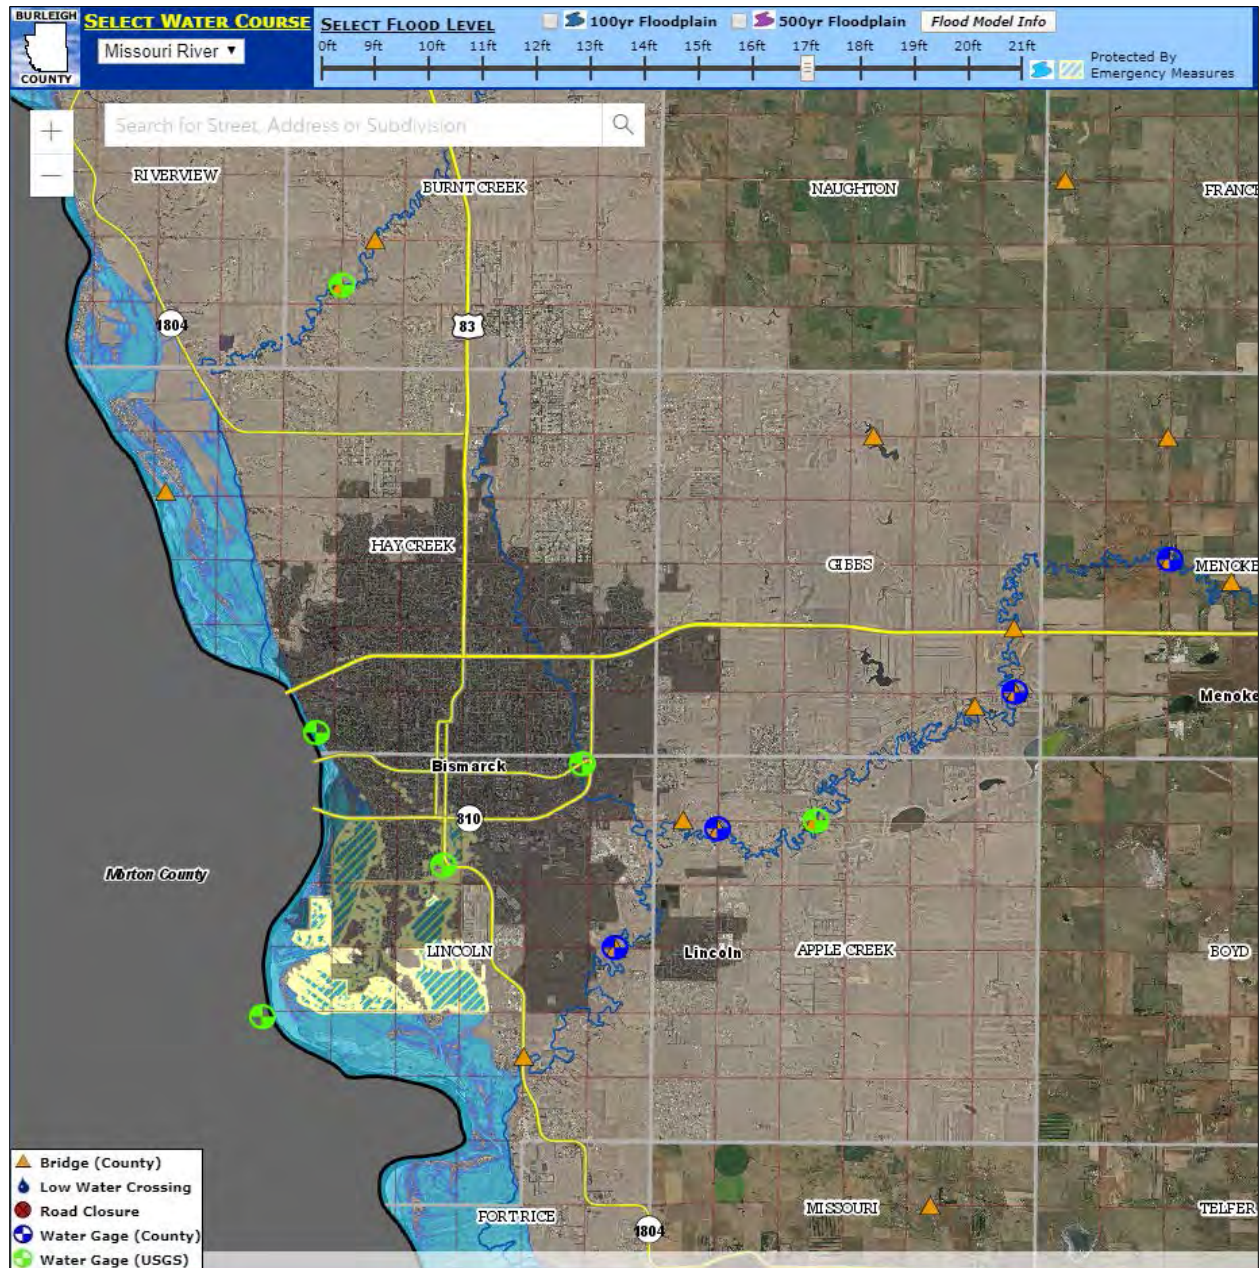 BURLEIGH
COUNTY
SELECT WATER COURSE
Missouri River
SELECT FLOOD LEVEL
100yr Floodplain
500yr Floodplain
Flood Model Info
0ft 9ft 10ft 11ft 12ft 13ft 14ft 15ft 16ft 17ft 18ft 19ft 20ft 21ft
Protected By
Emergency Measures
+
Search for Street, Address or Subdivision
−
RIVERVIEW
BURNT CREEK
NAUGHTON
FRANCE
1804
83
HAY CREEK
GIBBS
MENOKE
Menoke
Bismarck
810
Morton County
LINCOLN
Lincoln
APPLE CREEK
BOYD
FORT RICE
MISSOURI
TELFER
1804
Bridge (County)
Low Water Crossing
Road Closure
Water Gage (County)
Water Gage (USGS)